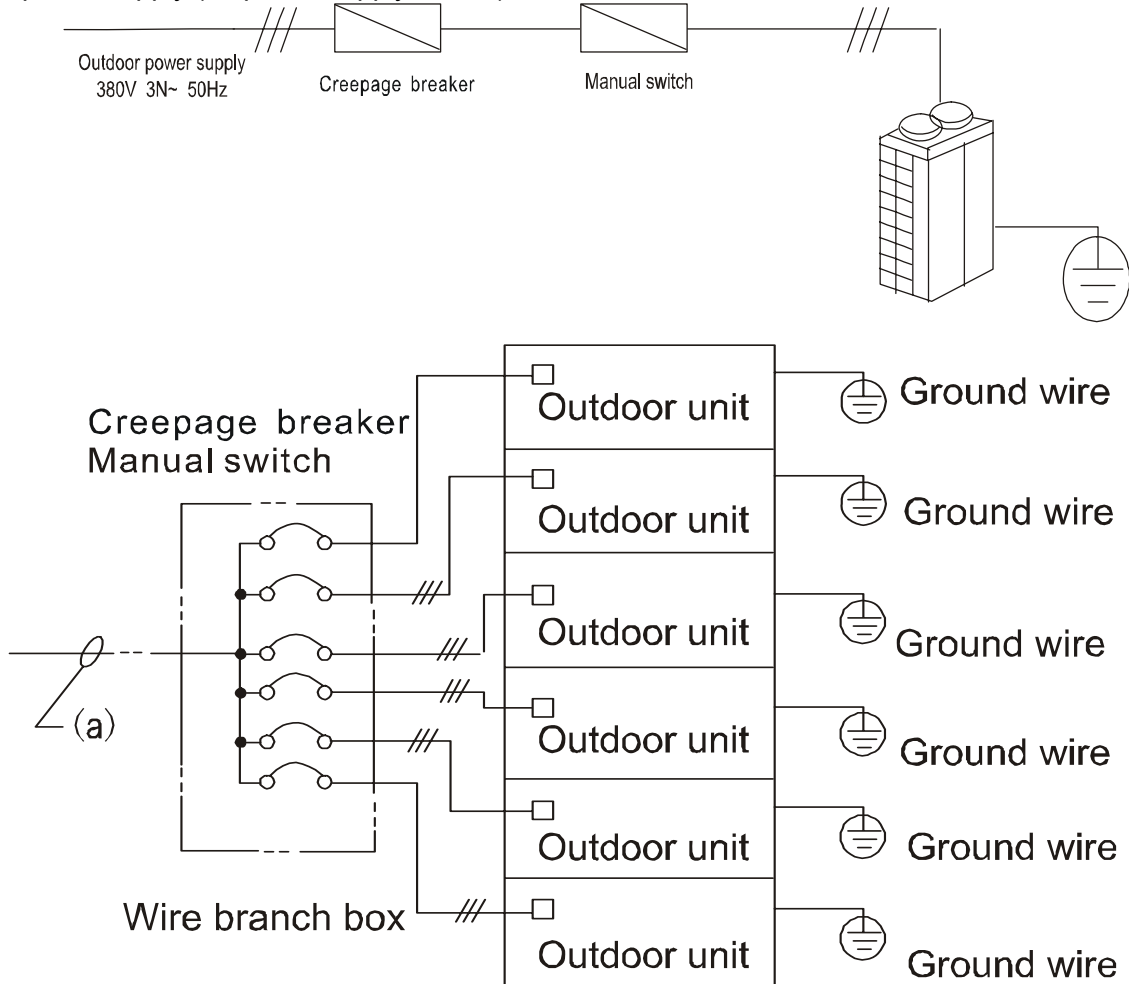 Outdoor power supply
380V 3N~ 50Hz
Creepage breaker
Manual switch
Creepage breaker
Manual switch
(a)
Wire branch box
Outdoor unit
Ground wire
Outdoor unit
Ground wire
Outdoor unit
Ground wire
Outdoor unit
Ground wire
Outdoor unit
Ground wire
Outdoor unit
Ground wire